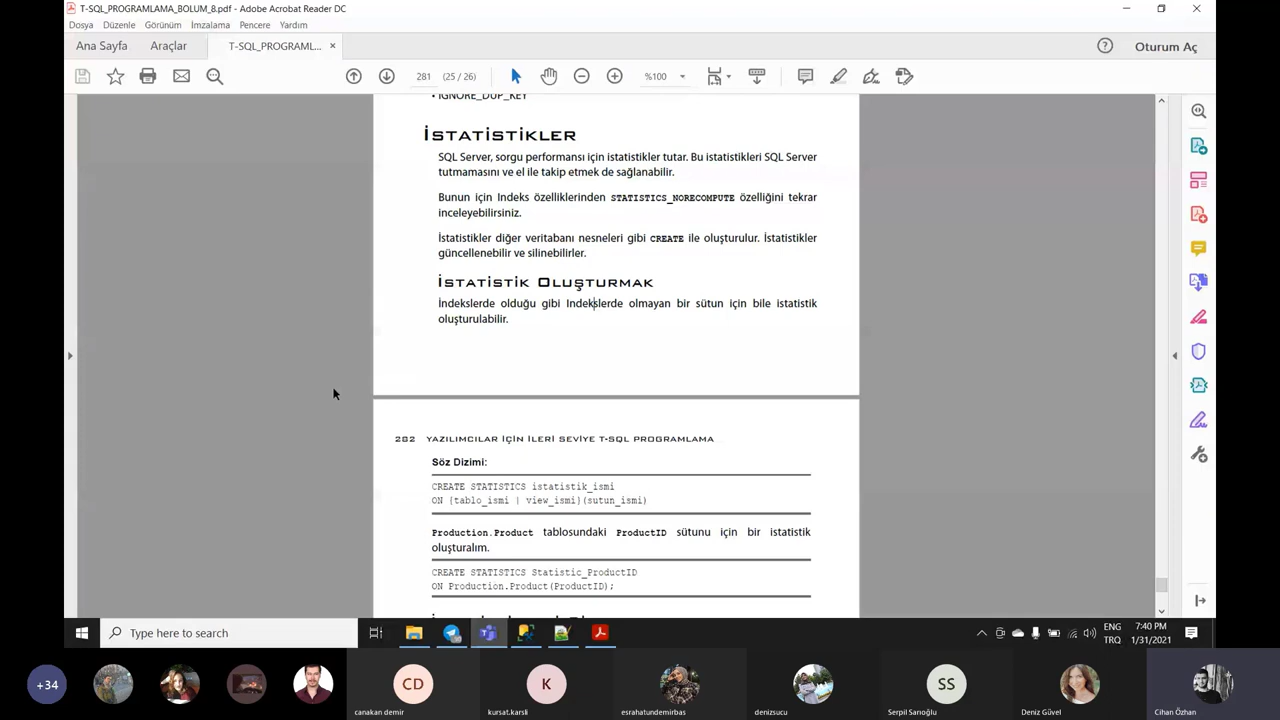 T-SQL_PROGRAMLAMA_BOLUM_8.pdf - Adobe Acrobat Reader DC
Dosya Düzenle Görünüm İmzalama Pencere Yardım
Ana Sayfa Araçlar T-SQL_PROGRAML... × Oturum Aç
281 (25 / 26) %100
• IGNORE_DUP_KEY
İSTATİSTİKLER
SQL Server, sorgu performansı için istatistikler tutar. Bu istatistikleri SQL Server
tutmamasını ve el ile takip etmek de sağlanabilir.
Bunun için Indeks özelliklerinden STATISTICS_NORECOMPUTE özelliğini tekrar
inceleyebilirsiniz.
İstatistikler diğer veritabanı nesneleri gibi CREATE ile oluşturulur. İstatistikler
güncellenebilir ve silinebilirler.
İSTATİSTİK OLUŞTURMAK
İndekslerde olduğu gibi Indekslerde olmayan bir sütun için bile istatistik
oluşturulabilir.
282 YAZILIMCILAR İÇİN İLERİ SEVİYE T-SQL PROGRAMLAMA
Söz Dizimi:
CREATE STATISTICS istatistik_ismi
ON [tablo_ismi | view_ismi](sutun_ismi)
Production.Product tablosundaki ProductID sütunu için bir istatistik
oluşturalım.
CREATE STATISTICS Statistic_ProductID
ON Production.Product(ProductID);
Type here to search
ENG
TRQ
7:40 PM
1/31/2021
+34
CD
K
SS
canakan demir
kursat.karsli
esrahatundemirbas
denizsucu
Serpil Sarıoğlu
Deniz Güvel
Cihan Özhan